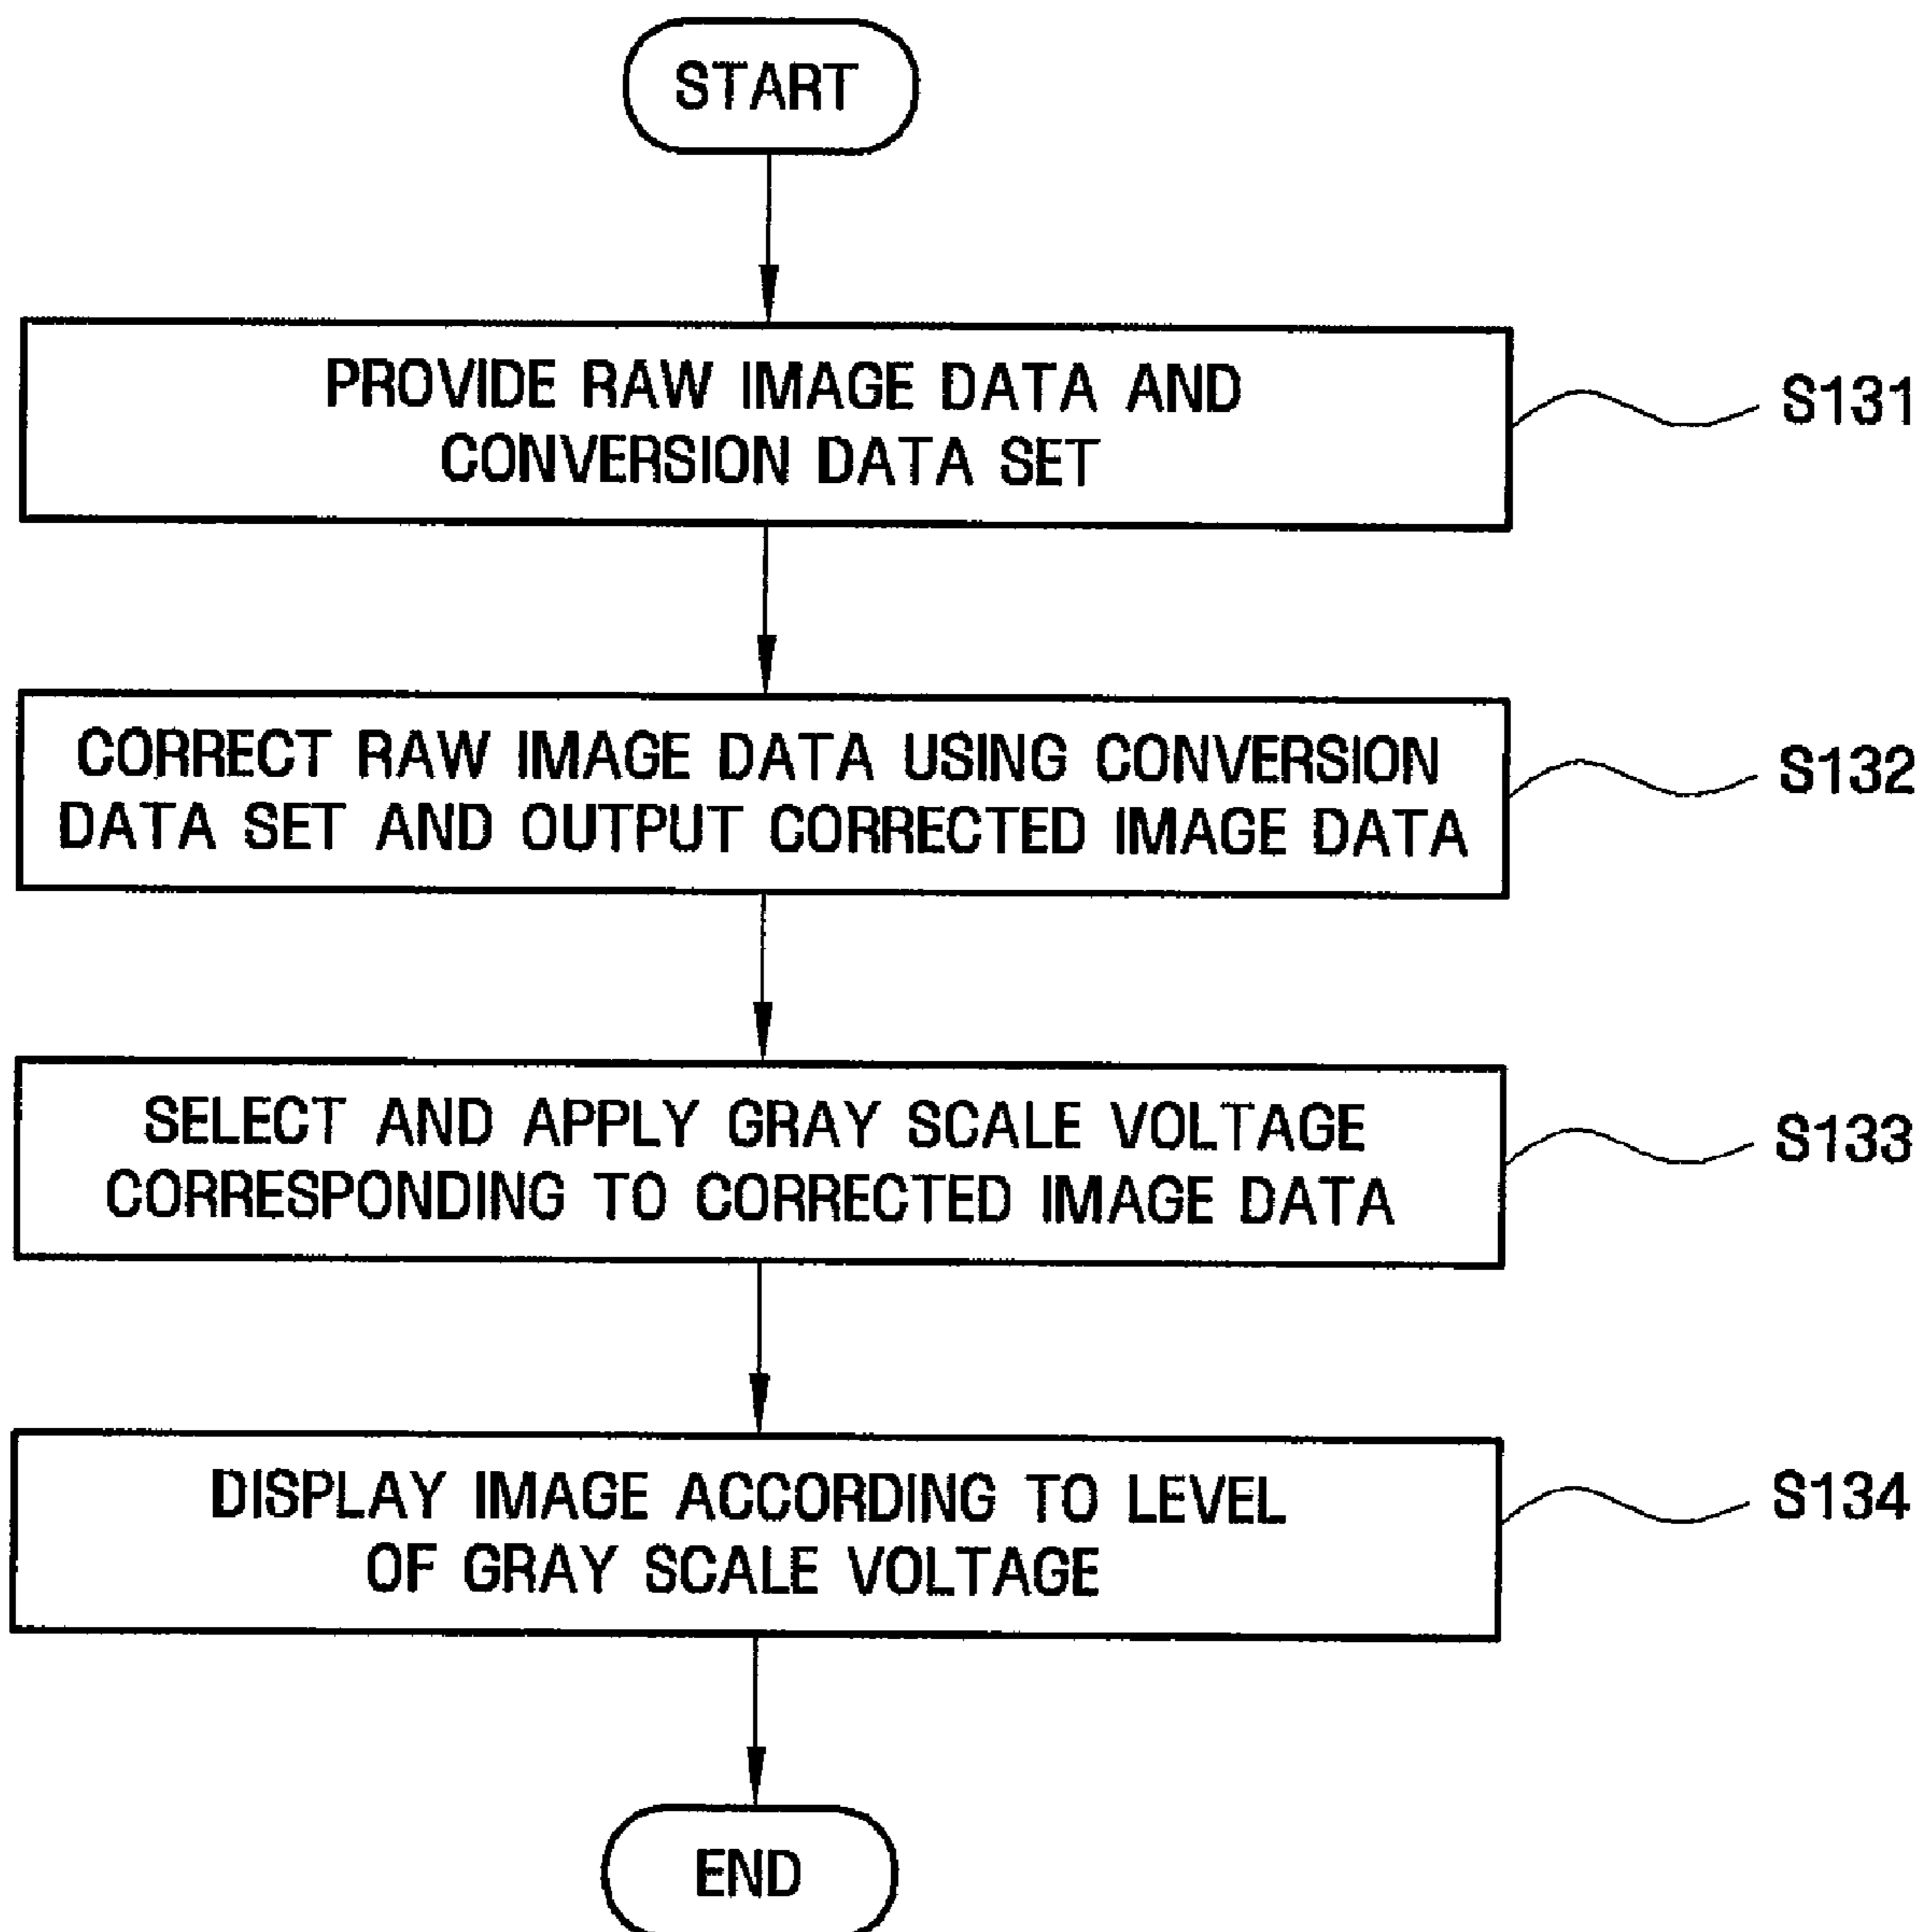 START
PROVIDE RAW IMAGE DATA AND
CONVERSION DATA SET
S131
CORRECT RAW IMAGE DATA USING CONVERSION
DATA SET AND OUTPUT CORRECTED IMAGE DATA
S132
SELECT AND APPLY GRAY SCALE VOLTAGE
CORRESPONDING TO CORRECTED IMAGE DATA
S133
DISPLAY IMAGE ACCORDING TO LEVEL
OF GRAY SCALE VOLTAGE
S134
END